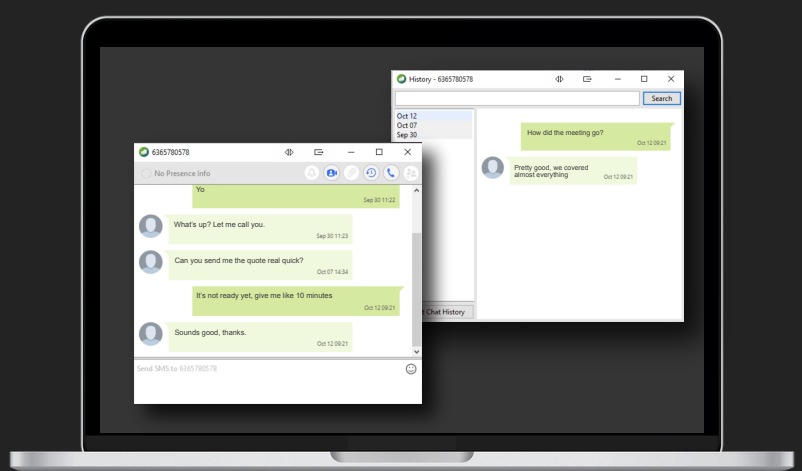 History - 6365780578
Search
Oct 12
Oct 07
Sep 30
How did the meeting go?
Oct 12 09:21
Pretty good, we covered
almost everything
Oct 12 09:21
Chat History
6365780578
No Presence Info
Yo
Sep 30 11:22
What's up? Let me call you.
Sep 30 11:23
Can you send me the quote real quick?
Oct 07 14:34
It's not ready yet, give me like 10 minutes
Oct 12 09:21
Sounds good, thanks.
Oct 12 09:21
Send SMS to 6365780578